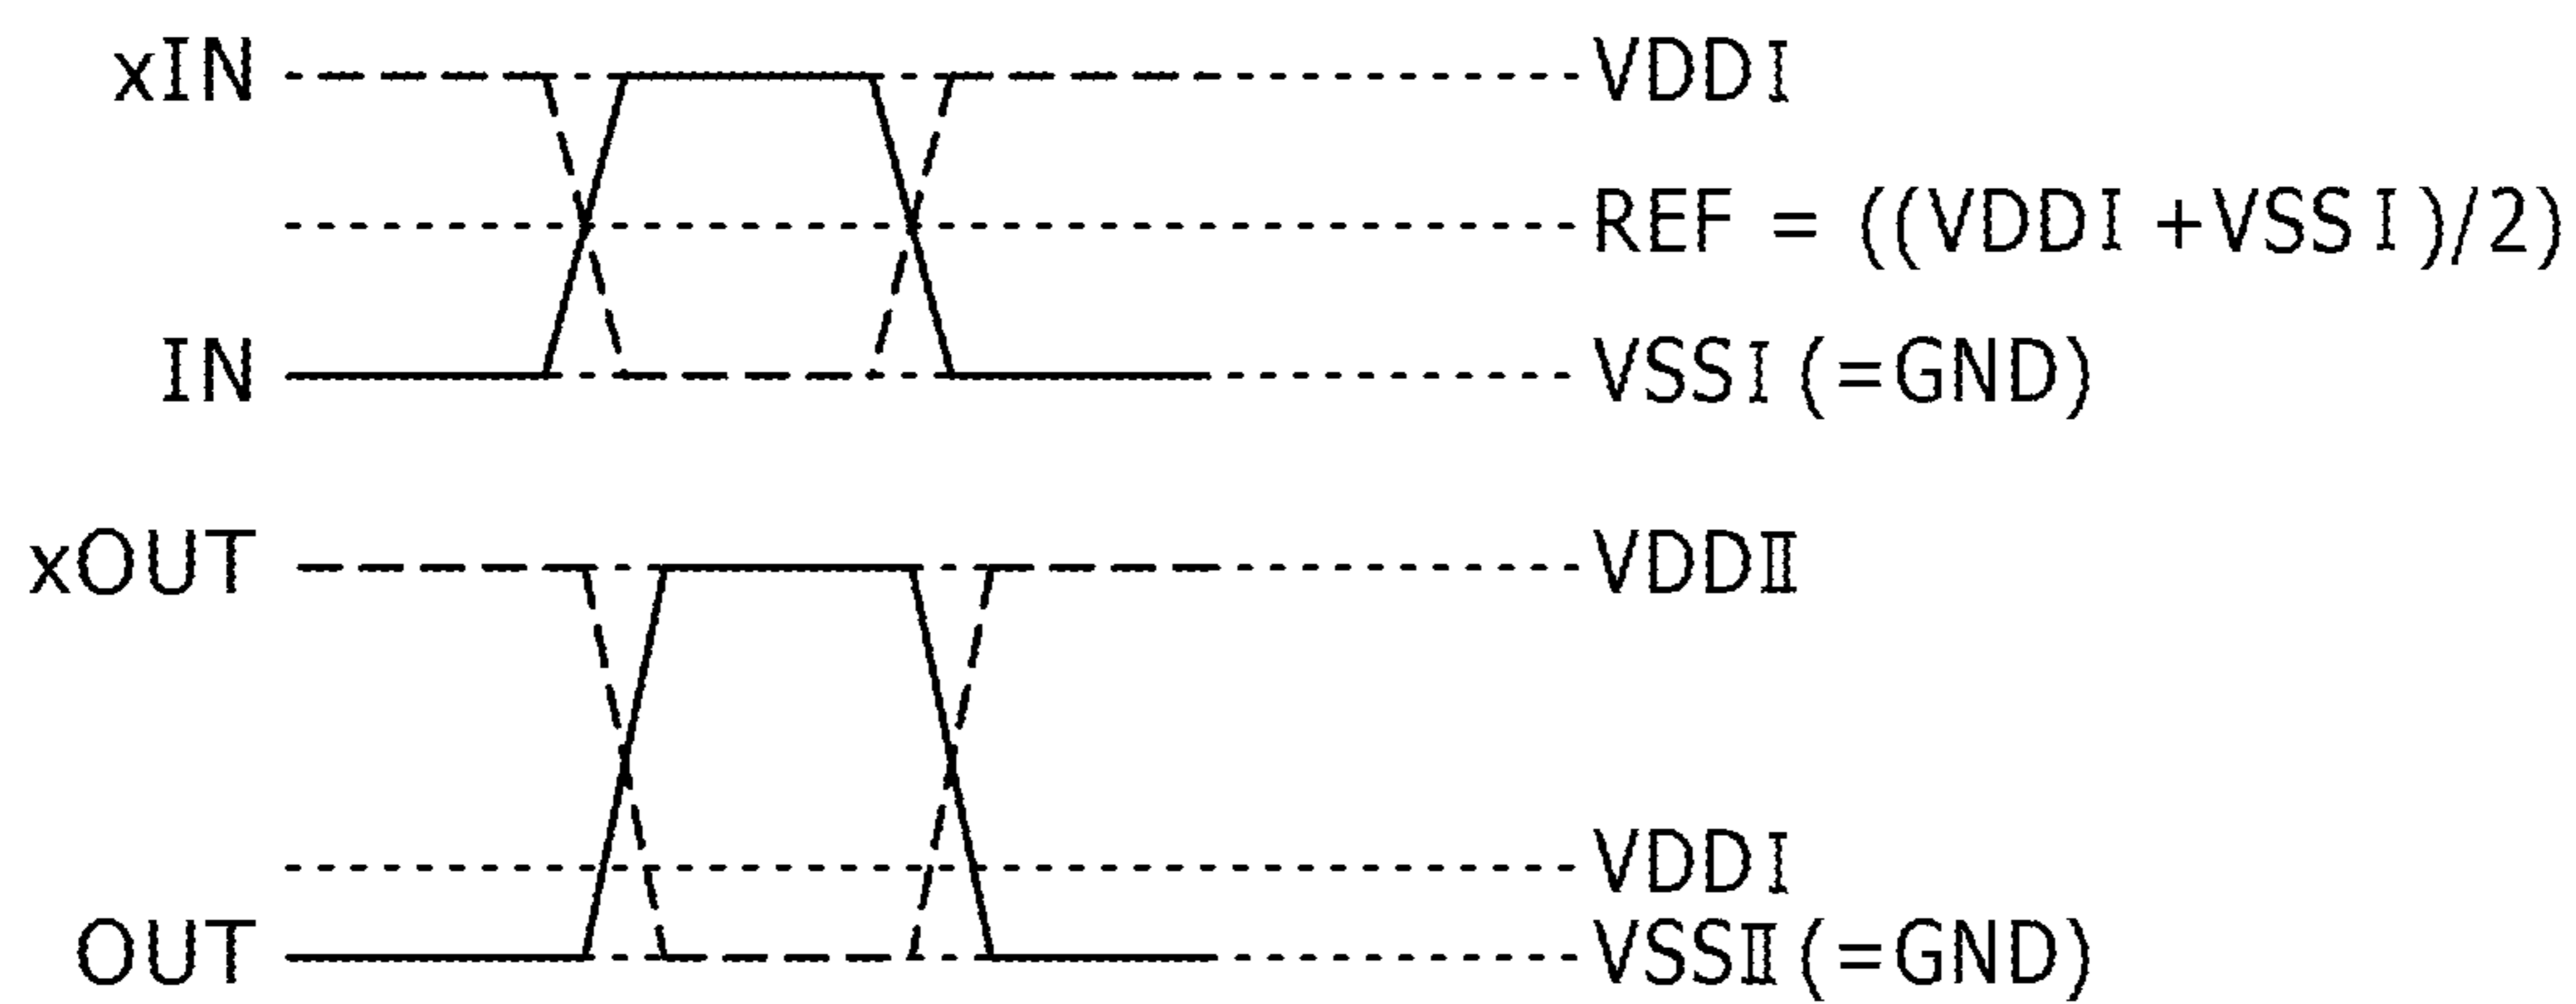 xIN VDDI
REF = ((VDDI+VSSI)/2)
IN VSSI(=GND)
xOUT VDDⅡ
VDDI
OUT VSSⅡ(=GND)